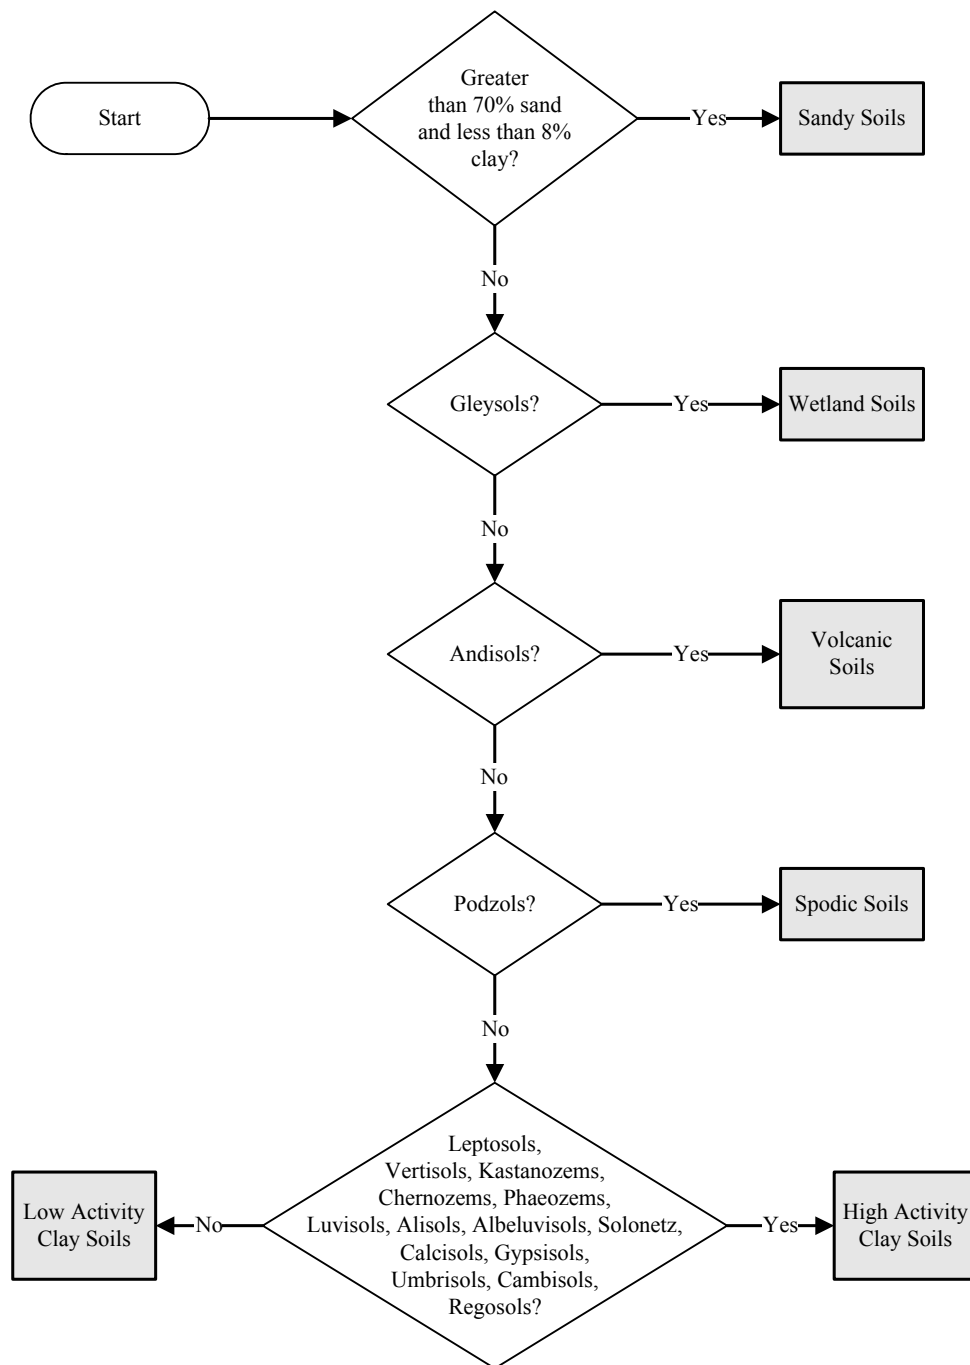 Start
Greater
than 70% sand
and less than 8%
clay?
Yes
Sandy Soils
No
Gleysols?
Yes
Wetland Soils
No
Andisols?
Yes
Volcanic
Soils
No
Podzols?
Yes
Spodic Soils
No
Leptosols,
Vertisols, Kastanozems,
Chernozems, Phaeozems,
Luvisols, Alisols, Albeluvisols, Solonetz,
Calcisols, Gypsisols,
Umbrisols, Cambisols,
Regosols?
No
Low Activity
Clay Soils
Yes
High Activity
Clay Soils